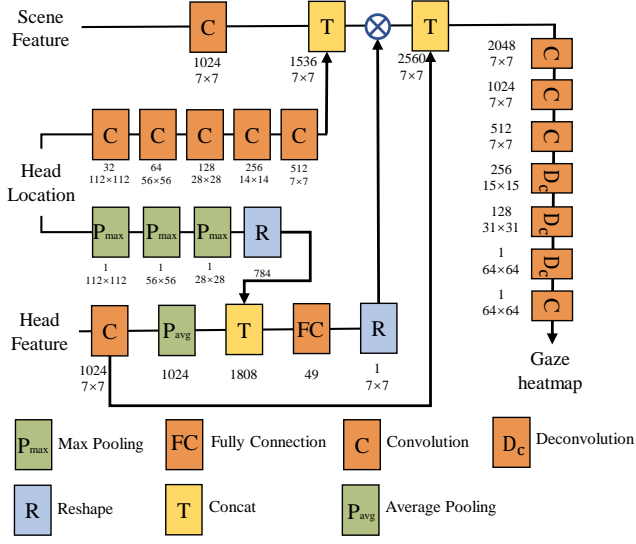 Scene
Feature
C
T
T
1024
7×7
1536
7×7
2560
7×7
C
C
C
C
C
32
112×112
64
56×56
128
28×28
256
14×14
512
7×7
Head
Location
Pmax
Pmax
Pmax
R
1
112×112
1
56×56
1
28×28
784
Head
Feature
C
Pavg
T
FC
R
1024
7×7
1024
1808
49
1
7×7
2048
7×7
C
1024
7×7
C
512
7×7
C
256
15×15
Dc
128
31×31
Dc
1
64×64
Dc
1
64×64
C
Gaze
heatmap
Pmax Max Pooling
FC Fully Connection
C Convolution
Dc Deconvolution
R Reshape
T Concat
Pavg Average Pooling